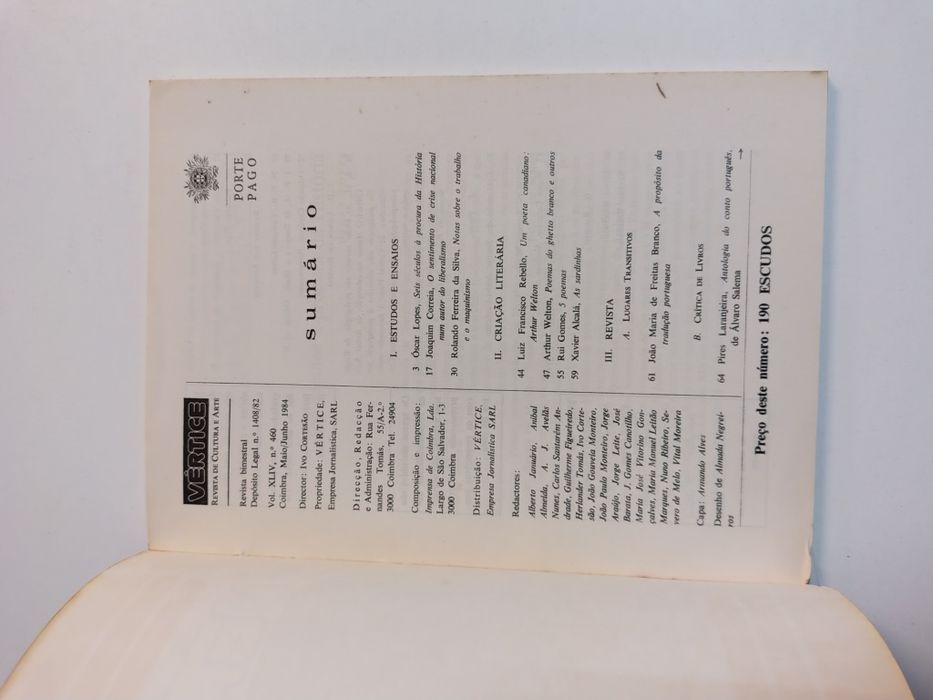 VÉRTICE
REVISTA DE CULTURA E ARTE
Revista bimestral
Depósito Legal n.º 1408/82
Vol. XLIV, n.º 460
Coimbra, Maio/Junho 1984
Director: IVO CORTESÃO
Propriedade: VÉRTICE,
Empresa Jornalística, SARL
Direcção, Redacção
e Administração: Rua Fer-
nandes Tomás, 55/A-2.º
3000 Coimbra Tel. 24904
Composição e impressão:
Imprensa de Coimbra, Lda.
Largo de São Salvador, 1-3
3000 Coimbra
Distribuição: VÉRTICE,
Empresa Jornalística SARL
Redactores:
Alberto Januário, Aníbal
Almeida, A. J. Avelãs
Nunes, Carlos Santarém An-
drade, Guilherme Figueiredo,
Herlander Tomás, Ivo Corte-
são, João Gouveia Monteiro,
João Paulo Monteiro, Jorge
Araújo, Jorge Leite, José
Barata, J. Gomes Canotilho,
Maria José Vitorino Gon-
çalves, Maria Manuel Leitão
Marques, Nuno Ribeiro, Se-
vero de Melo, Vital Moreira
Capa: Armando Alves
Desenho de Almada Negrei-
ros
PORTE
PAGO
sumário
I. ESTUDOS E ENSAIOS
3 Óscar Lopes, Seis séculos à procura da História
17 Joaquim Correia, O sentimento de crise nacional
num autor do liberalismo
30 Rolando Ferreira da Silva, Notas sobre o trabalho
e o maquinismo
II. CRIAÇÃO LITERÁRIA
44 Luiz Francisco Rebello, Um poeta canadiano:
Arthur Welton
47 Arthur Welton, Poemas do ghetto branco e outros
55 Rui Gomes, 5 poemas
59 Xavier Alcalá, As sardinhas
III. REVISTA
A. LUGARES TRANSITIVOS
61 João Maria de Freitas Branco, A propósito da
tradução portuguesa
B. CRÍTICA DE LIVROS
64 Pires Laranjeira, Antologia do conto português,
de Álvaro Salema
→
Preço deste número: 190 ESCUDOS